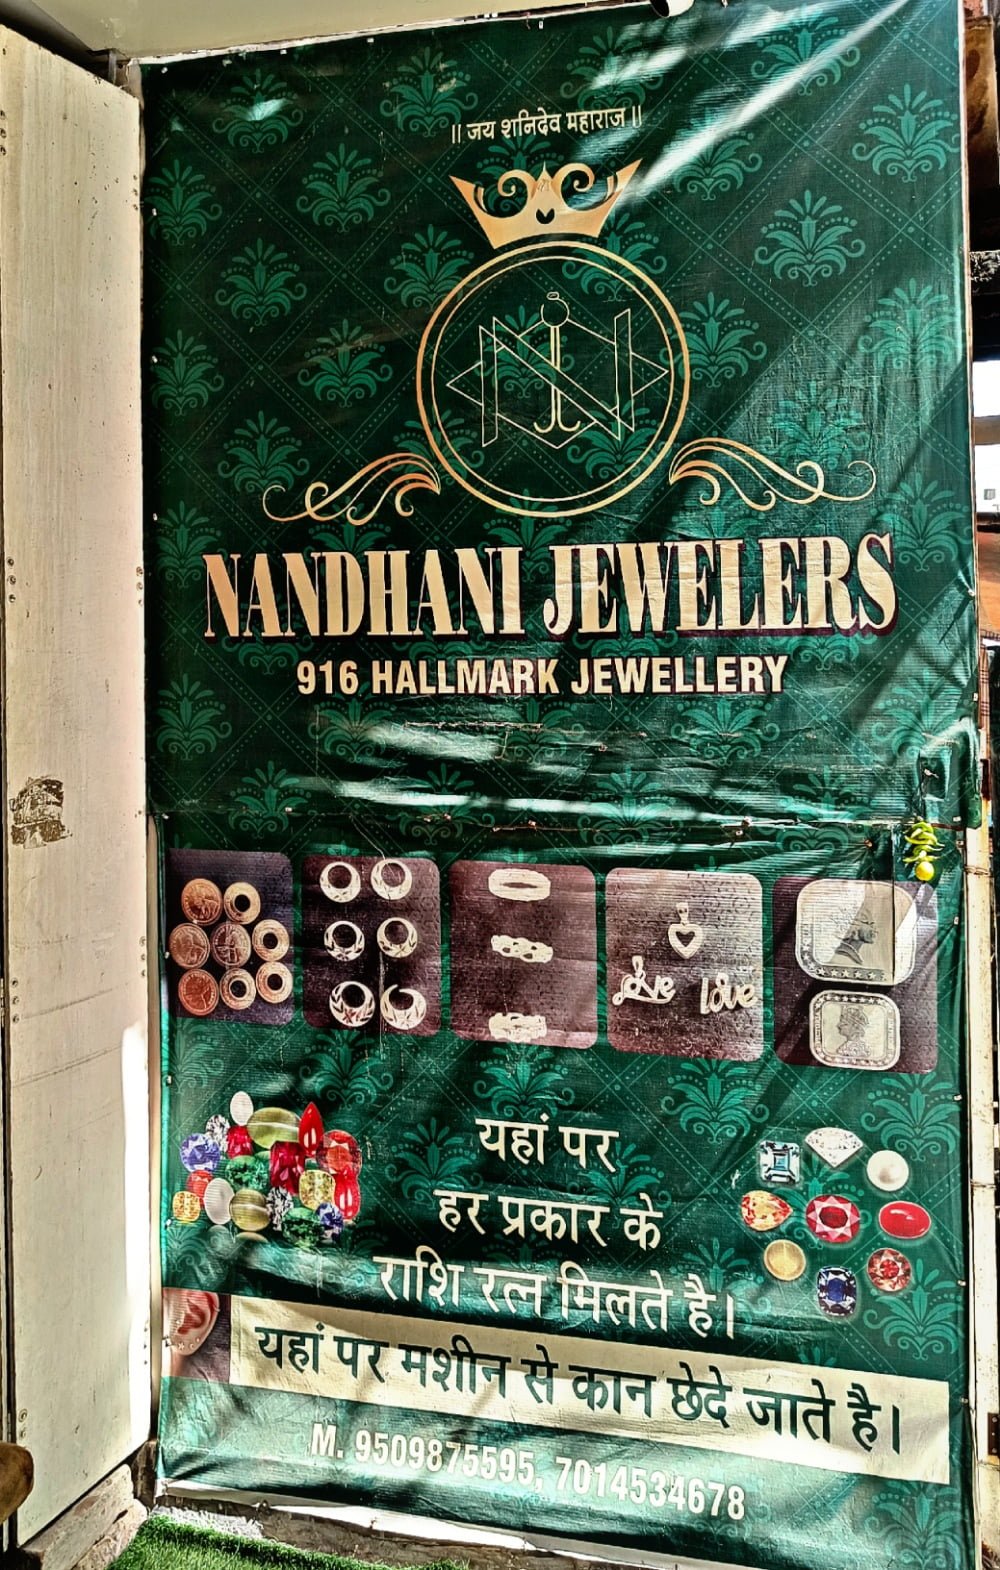 ॥ जय शनिदेव महाराज ॥
NJN
NANDHANI JEWELERS
916 HALLMARK JEWELLERY
love love
यहां पर
हर प्रकार के
राशि रत्न मिलते है।
यहां पर मशीन से कान छेदे जाते है।
M. 9509875595, 7014534678